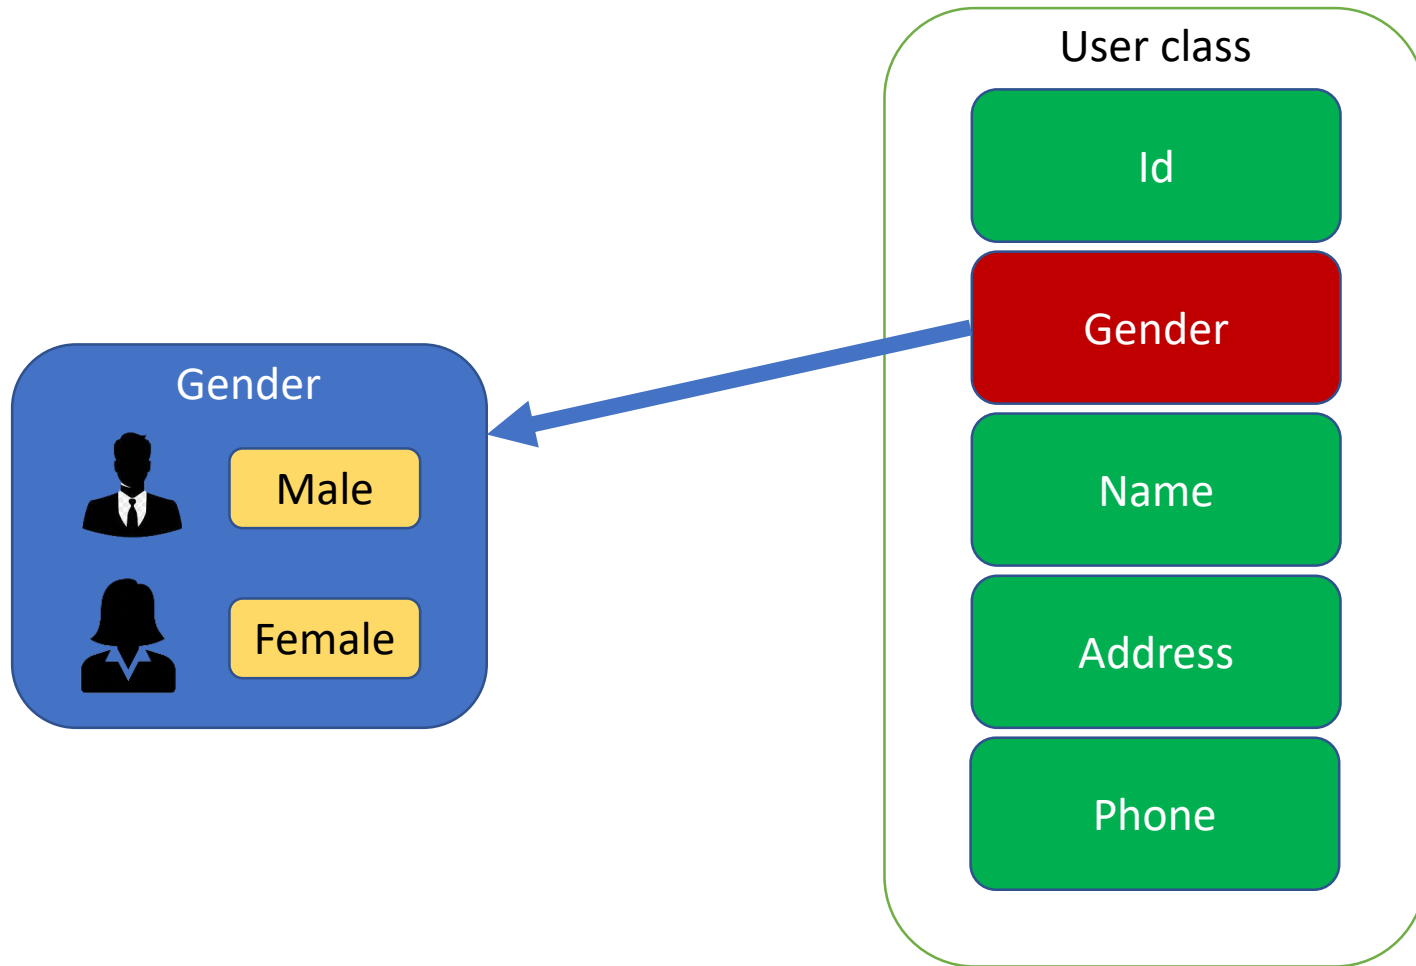 User class
Id
Gender
Name
Address
Phone
Gender
Male
Female